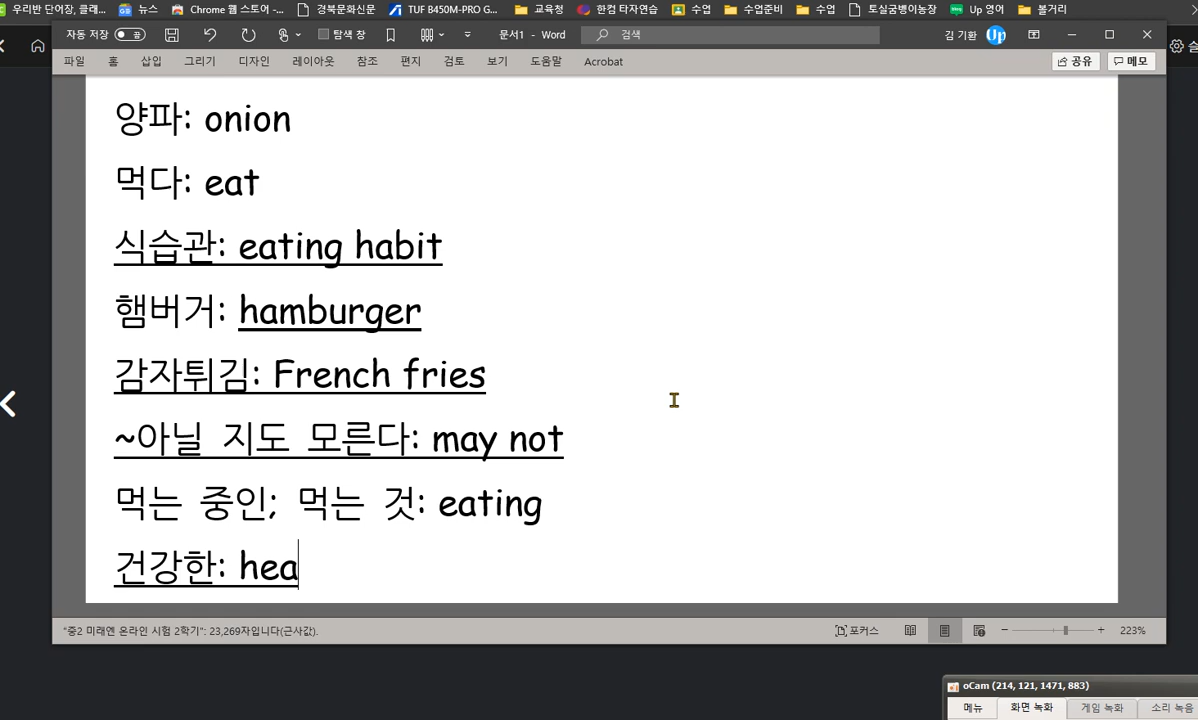 우리반 단어장, 클래... 뉴스 Chrome 웹 스토어 -... 경북문화신문 TUF B450M-PRO G... 교육청 한컴 타자연습 수업 수업준비 수업 토실굼벵이농장 Up 영어 볼거리
자동 저장 끔 탐색 창 문서1 - Word 검색 김 기환 Up
파일 홈 삽입 그리기 디자인 레이아웃 참조 편지 검토 보기 도움말 Acrobat 공유 메모
양파: onion
먹다: eat
식습관: eating habit
햄버거: hamburger
감자튀김: French fries
~아닐 지도 모른다: may not
먹는 중인; 먹는 것: eating
건강한: hea
"중2 미래엔 온라인 시험 2학기": 23,269자입니다(근사값). 포커스 223%
oCam (214, 121, 1471, 883)
메뉴 화면 녹화 게임 녹화 소리 녹음